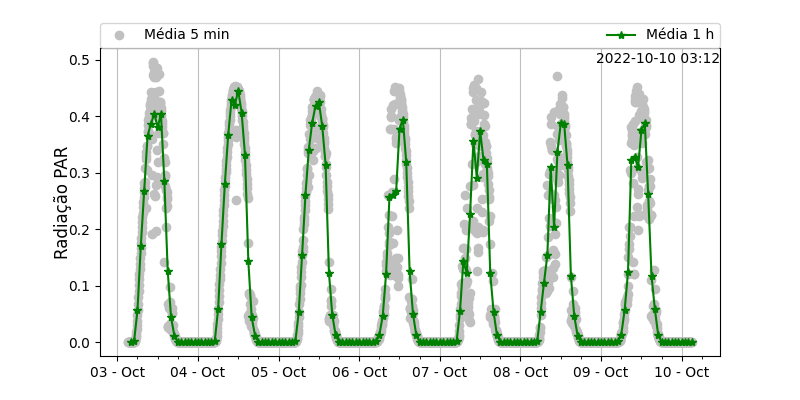 Média 5 min
Média 1 h
2022-10-10 03:12
Radiação PAR
0.5
0.4
0.3
0.2
0.1
0.0
03 - Oct
04 - Oct
05 - Oct
06 - Oct
07 - Oct
08 - Oct
09 - Oct
10 - Oct